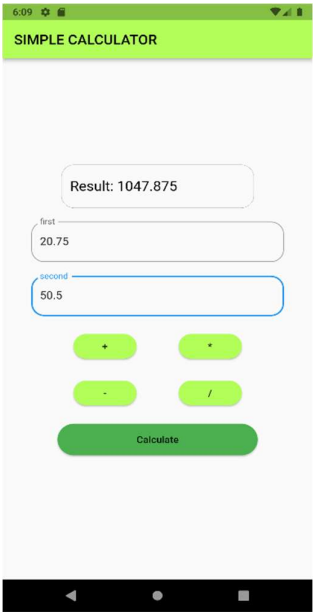 6:09
SIMPLE CALCULATOR
Result: 1047.875
first
20.75
second
50.5
+ *
- /
Calculate